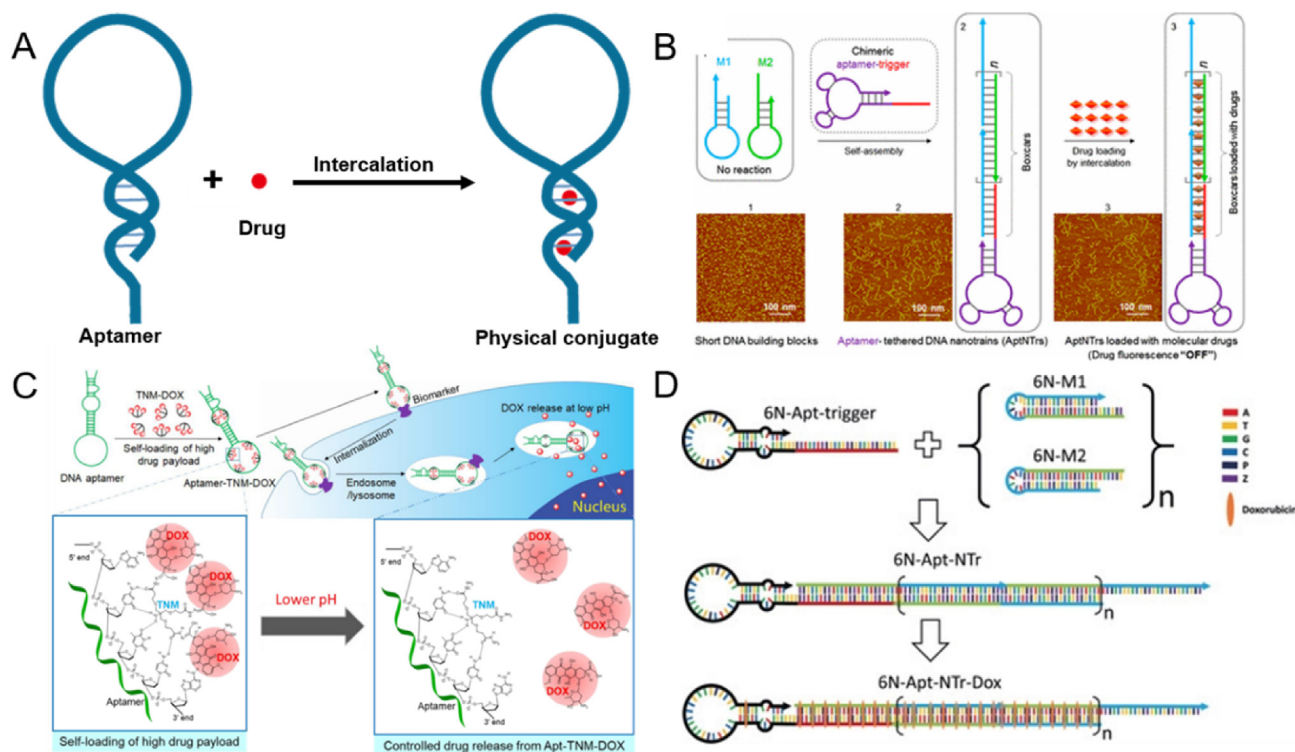 A
Aptamer
+
Drug
Intercalation
Physical conjugate
B
M1
M2
No reaction
Chimeric
aptamer-trigger
Self-assembly
2
n
Boxcars
Drug loading
by intercalation
3
n
Boxcars loaded with drugs
1
100 nm
Short DNA building blocks
2
100 nm
Aptamer- tethered DNA nanotrains (AptNTrs)
3
100 nm
AptNTrs loaded with molecular drugs
(Drug fluorescence "OFF")
C
TNM-DOX
Self-loading of high
drug payload
DNA aptamer
Aptamer-TNM-DOX
Biomarker
Internalization
Endosome
/lysosome
DOX release at low pH
Nucleus
5' end
DOX
DOX
TNM
DOX
Aptamer
3' end
Self-loading of high drug payload
Lower pH
5' end
DOX
TNM
DOX
DOX
Aptamer
3' end
Controlled drug release from Apt-TNM-DOX
D
6N-Apt-trigger
6N-M1
6N-M2
n
A
T
G
C
P
Z
Doxorubicin
6N-Apt-NTr
n
6N-Apt-NTr-Dox
n